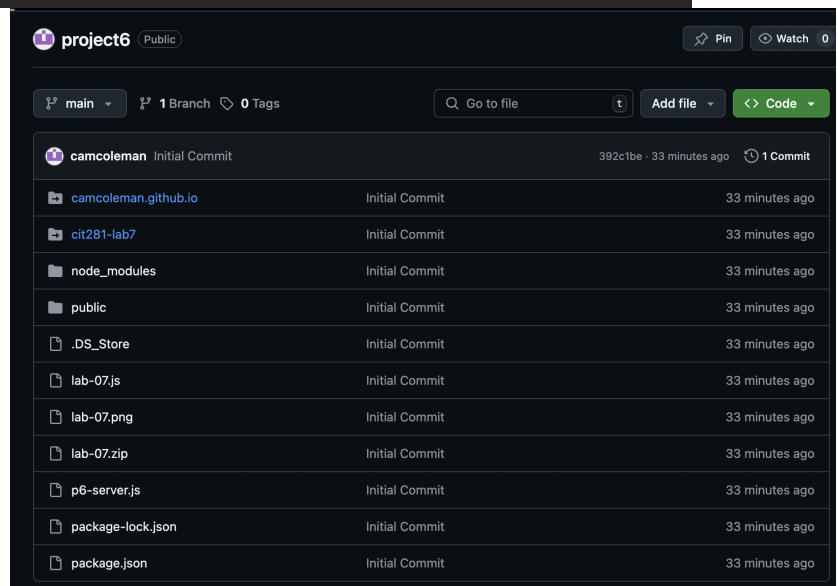 project6 Public Pin Watch 0
main 1 Branch 0 Tags Go to file t Add file <> Code
camcoleman Initial Commit 392c1be · 33 minutes ago 1 Commit
camcoleman.github.io Initial Commit 33 minutes ago
cit281-lab7 Initial Commit 33 minutes ago
node_modules Initial Commit 33 minutes ago
public Initial Commit 33 minutes ago
.DS_Store Initial Commit 33 minutes ago
lab-07.js Initial Commit 33 minutes ago
lab-07.png Initial Commit 33 minutes ago
lab-07.zip Initial Commit 33 minutes ago
p6-server.js Initial Commit 33 minutes ago
package-lock.json Initial Commit 33 minutes ago
package.json Initial Commit 33 minutes ago